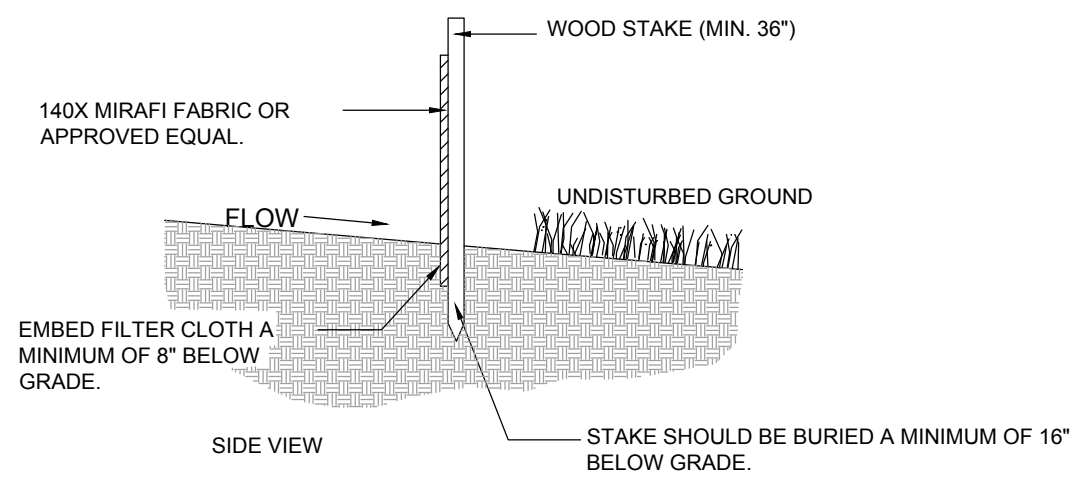 WOOD STAKE (MIN. 36")
140X MIRAFI FABRIC OR
APPROVED EQUAL.
UNDISTURBED GROUND
FLOW
EMBED FILTER CLOTH A
MINIMUM OF 8" BELOW
GRADE.
SIDE VIEW
STAKE SHOULD BE BURIED A MINIMUM OF 16"
BELOW GRADE.